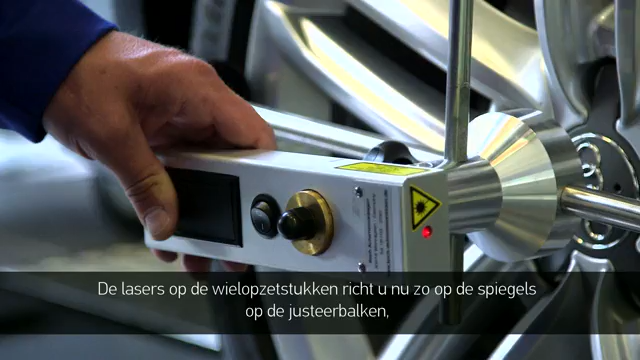 De lasers op de wielopzetstukken richt u nu zo op de spiegels
op de justeerbalken,